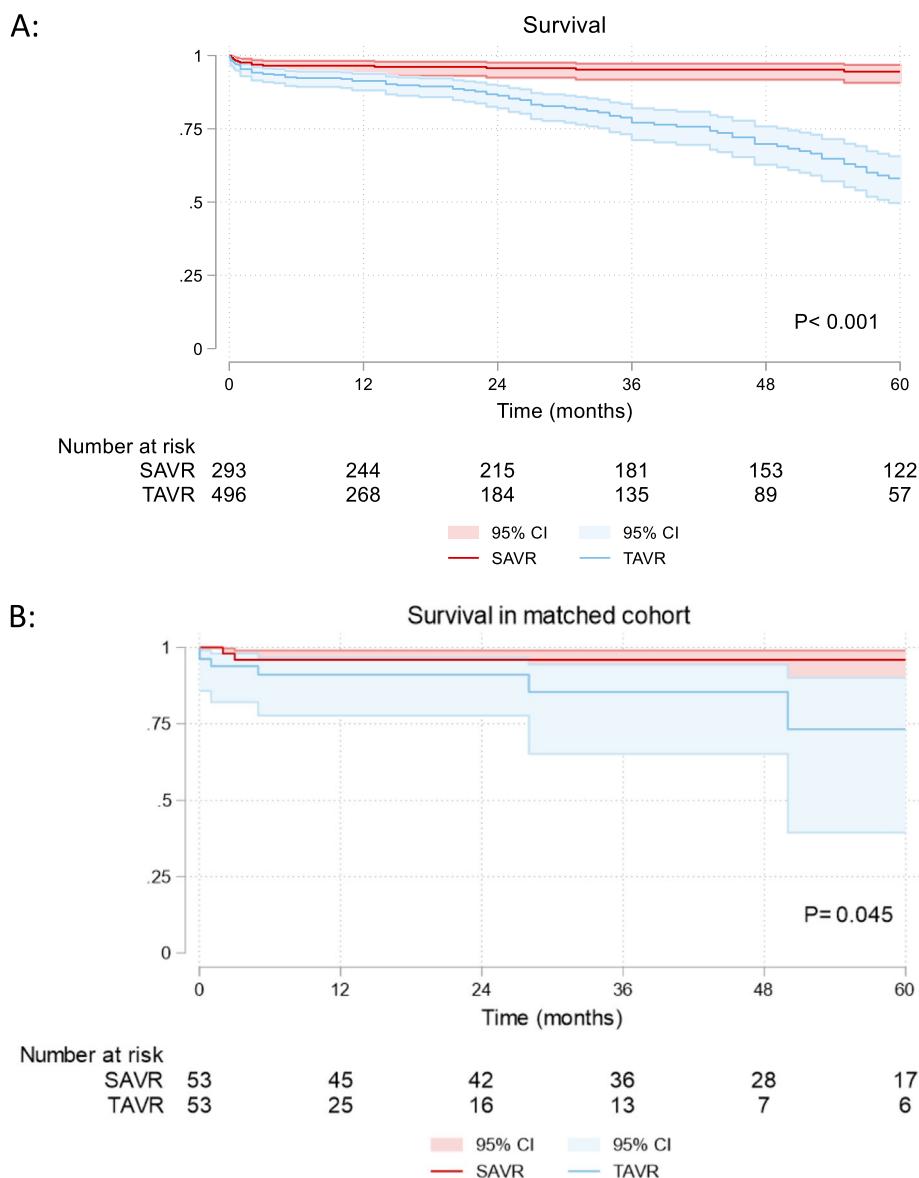 A:
Survival
1
.75
.5
.25
0
P< 0.001
0 12 24 36 48 60
Time (months)
Number at risk
SAVR 293 244 215 181 153 122
TAVR 496 268 184 135 89 57
95% CI 95% CI
SAVR TAVR
B:
Survival in matched cohort
1
.75
.5
.25
0
P= 0.045
0 12 24 36 48 60
Time (months)
Number at risk
SAVR 53 45 42 36 28 17
TAVR 53 25 16 13 7 6
95% CI 95% CI
SAVR TAVR